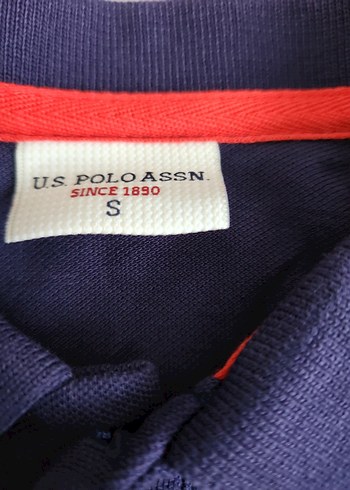 U.S. POLO ASSN.
SINCE 1890
S